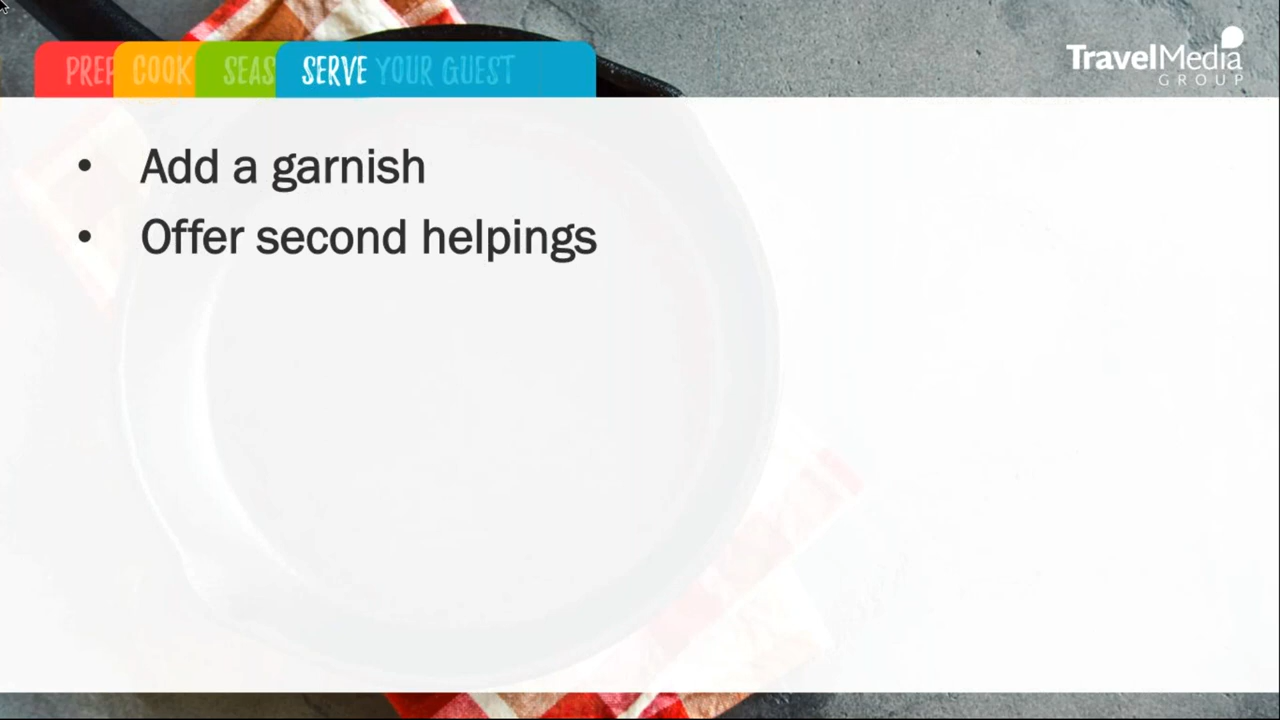 PREP
COOK
SEAS
SERVE YOUR GUEST
TravelMedia
GROUP
• Add a garnish
• Offer second helpings